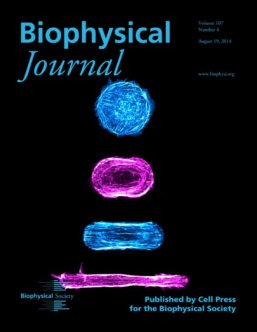 Biophysical
Journal
Volume 107
Number 4
August 19, 2014
www.biophysj.org
Biophysical Society
Published by Cell Press
for the Biophysical Society